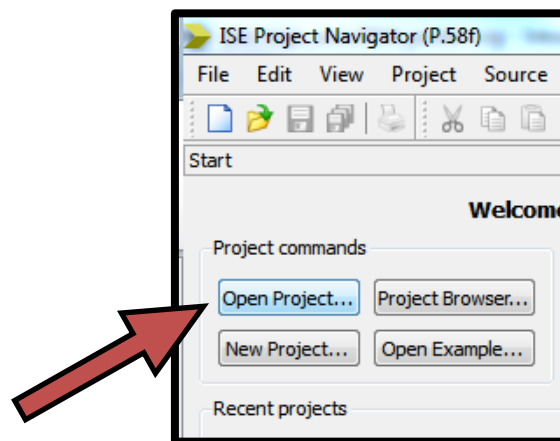 ISE Project Navigator (P.58f)
File Edit View Project Source
Start
Welcome
Project commands
Open Project... Project Browser...
New Project... Open Example...
Recent projects